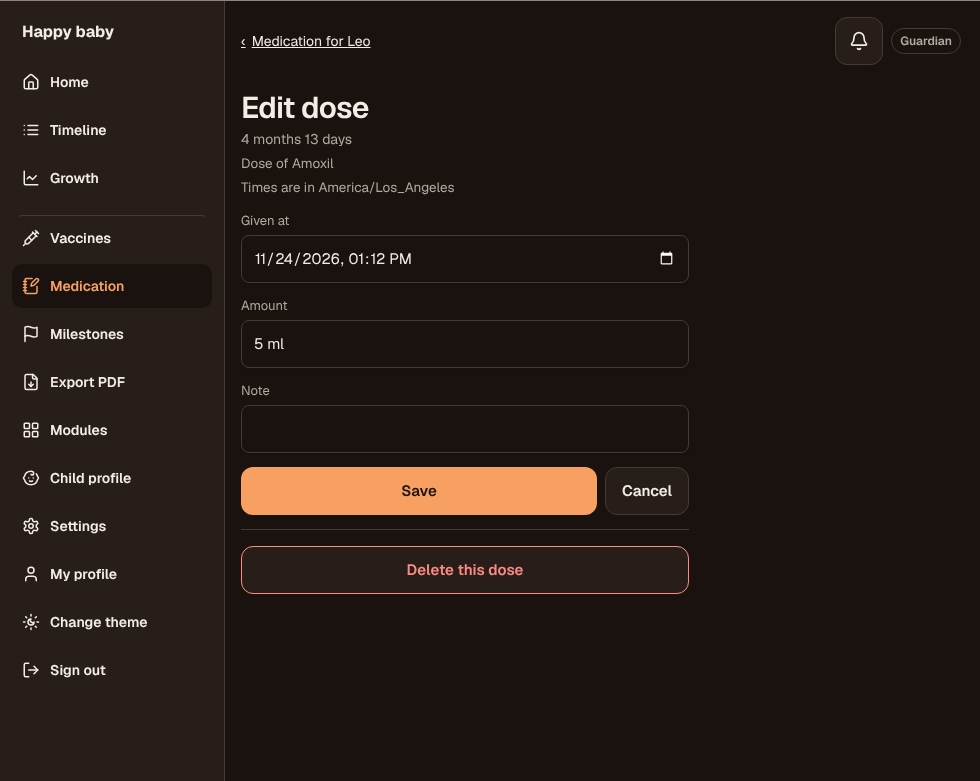 Happy baby
Home
Timeline
Growth
Vaccines
Medication
Milestones
Export PDF
Modules
Child profile
Settings
My profile
Change theme
Sign out
‹ Medication for Leo
Guardian
Edit dose
4 months 13 days
Dose of Amoxil
Times are in America/Los_Angeles
Given at
11/24/2026, 01:12 PM
Amount
5 ml
Note
Save
Cancel
Delete this dose